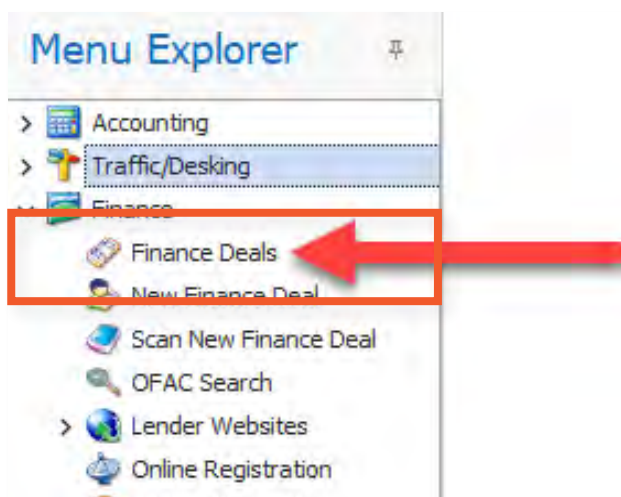 Menu Explorer
Accounting
Traffic/Desking
Finance
Finance Deals
New Finance Deal
Scan New Finance Deal
OFAC Search
Lender Websites
Online Registration